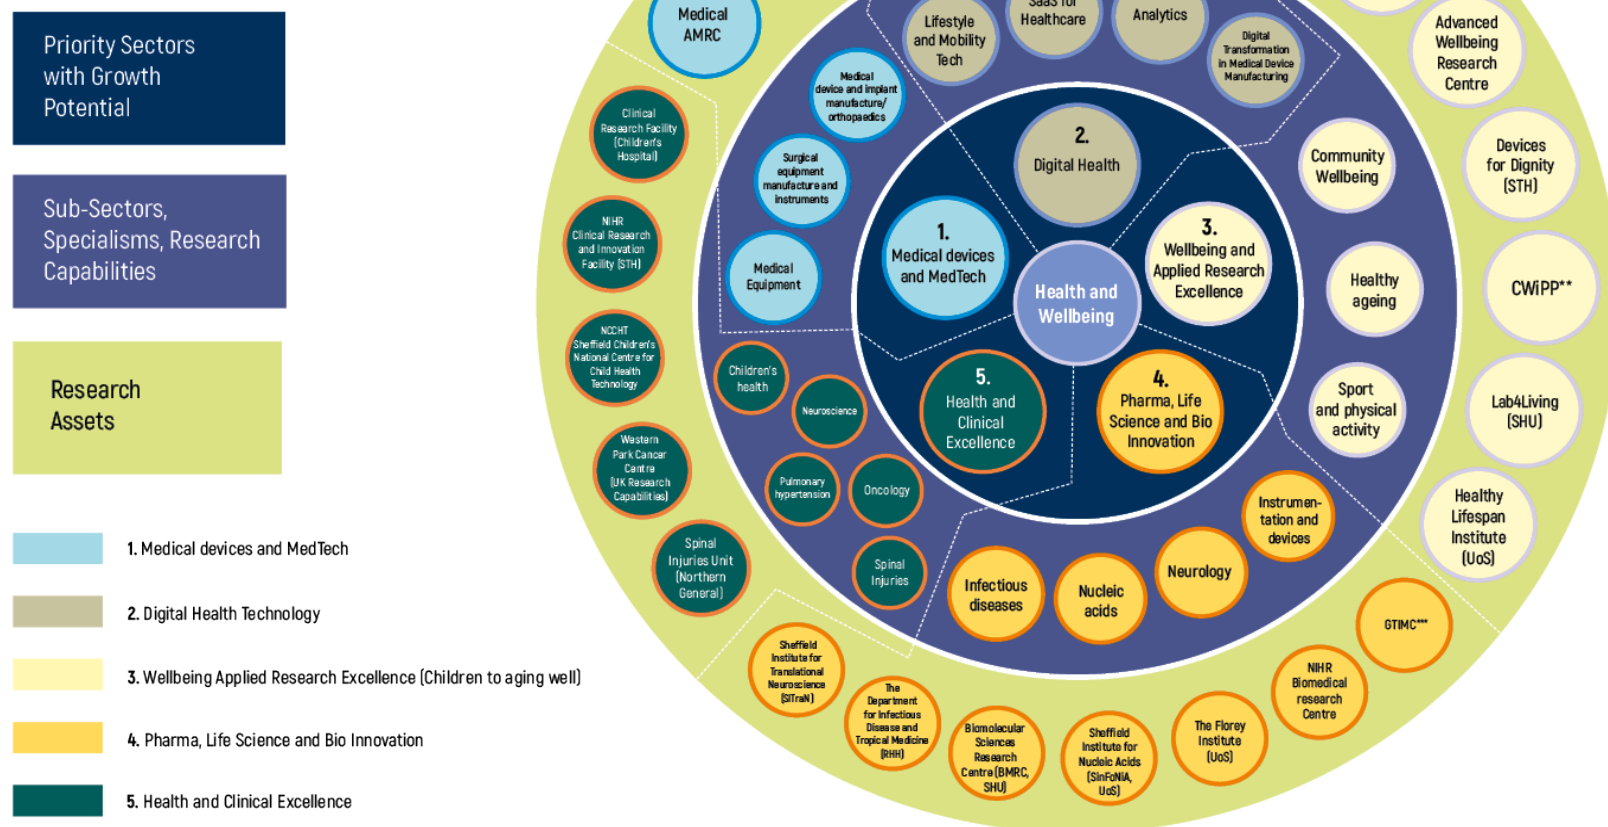 Priority Sectors
with Growth
Potential
Sub-Sectors,
Specialisms, Research
Capabilities
Research
Assets
1. Medical devices and MedTech
2. Digital Health Technology
3. Wellbeing Applied Research Excellence (Children to aging well)
4. Pharma, Life Science and Bio Innovation
5. Health and Clinical Excellence
Health and
Wellbeing
1.
Medical devices
and MedTech
2.
Digital Health
3.
Wellbeing and
Applied Research
Excellence
4.
Pharma, Life
Science and Bio
Innovation
5.
Health and
Clinical
Excellence
Medical
device and implant
manufacture/
orthopaedics
Surgical
equipment
manufacture and
instruments
Medical
Equipment
Lifestyle
and Mobility
Tech
SaaS for
Healthcare
Analytics
Digital
Transformation
in Medical Device
Manufacturing
Community
Wellbeing
Healthy
ageing
Sport
and physical
activity
Instrumen-
tation and
devices
Neurology
Nucleic
acids
Infectious
diseases
Spinal
Injuries
Oncology
Pulmonary
hypertension
Neuroscience
Children's
health
Medical
AMRC
Clinical
Research Facility
(Children's
Hospital)
NIHR
Clinical Research
and Innovation
Facility (STH)
NCCHT
Sheffield Children's
National Centre for
Child Health
Technology
Western
Park Cancer
Centre
(UK Research
Capabilities)
Spinal
Injuries Unit
(Northern
General)
Sheffield
Institute for
Translational
Neuroscience
(SITraN)
The
Department
for Infectious
Disease and
Tropical Medicine
(RHH)
Biomolecular
Sciences
Research
Centre (BMRC,
SHU)
Sheffield
Institute for
Nucleic Acids
(SinFoNiA,
UoS)
The Florey
Institute
(UoS)
NIHR
Biomedical
research
Centre
GTIMC***
Healthy
Lifespan
Institute
(UoS)
Lab4Living
(SHU)
CWiPP**
Devices
for Dignity
(STH)
Advanced
Wellbeing
Research
Centre